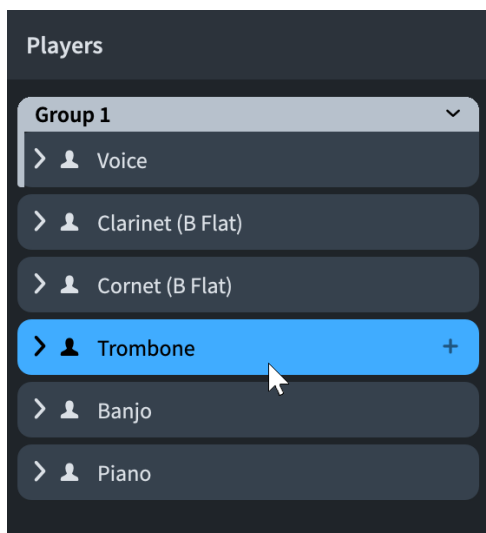 Players
Group 1
Voice
Clarinet (B Flat)
Cornet (B Flat)
Trombone
Banjo
Piano